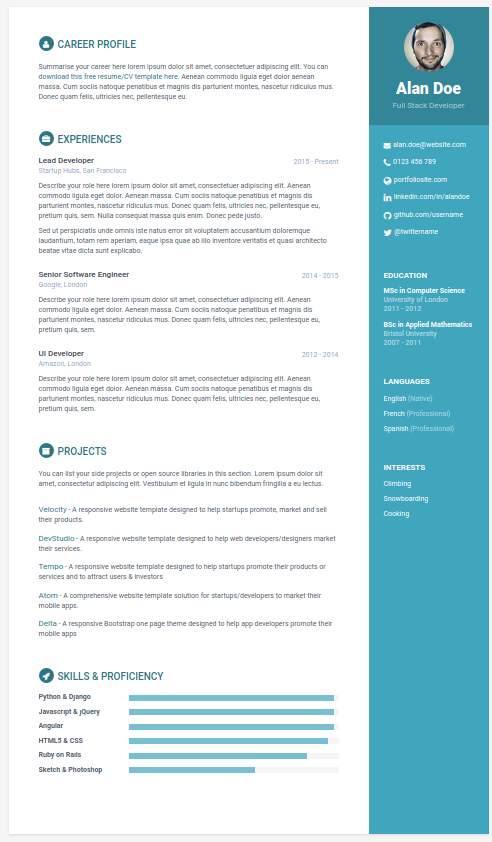 CAREER PROFILE
Summarise your career here lorem ipsum dolor sit amet, consectetuer adipiscing elit. You can
download this free resume/CV template here. Aenean commodo ligula eget dolor aenean
massa. Cum sociis natoque penatibus et magnis dis parturient montes, nascetur ridiculus mus.
Donec quam felis, ultricies nec, pellentesque eu.
EXPERIENCES
Lead Developer
2015 - Present
Startup Hubs, San Francisco
Describe your role here lorem ipsum dolor sit amet, consectetuer adipiscing elit. Aenean
commodo ligula eget dolor. Aenean massa. Cum sociis natoque penatibus et magnis dis
parturient montes, nascetur ridiculus mus. Donec quam felis, ultricies nec, pellentesque eu,
pretium quis, sem. Nulla consequat massa quis enim. Donec pede justo.
Sed ut perspiciatis unde omnis iste natus error sit voluptatem accusantium doloremque
laudantium, totam rem aperiam, eaque ipsa quae ab illo inventore veritatis et quasi architecto
beatae vitae dicta sunt explicabo.
Senior Software Engineer
2014 - 2015
Google, London
Describe your role here lorem ipsum dolor sit amet, consectetuer adipiscing elit. Aenean
commodo ligula eget dolor. Aenean massa. Cum sociis natoque penatibus et magnis dis
parturient montes, nascetur ridiculus mus. Donec quam felis, ultricies nec, pellentesque eu,
pretium quis, sem.
UI Developer
2012 - 2014
Amazon, London
Describe your role here lorem ipsum dolor sit amet, consectetuer adipiscing elit. Aenean
commodo ligula eget dolor. Aenean massa. Cum sociis natoque penatibus et magnis dis
parturient montes, nascetur ridiculus mus. Donec quam felis, ultricies nec, pellentesque eu,
pretium quis, sem.
PROJECTS
You can list your side projects or open source libraries in this section. Lorem ipsum dolor sit
amet, consectetur adipiscing elit. Vestibulum et ligula in nunc bibendum fringilla a eu lectus.
Velocity - A responsive website template designed to help startups promote, market and sell
their products.
DevStudio - A responsive website template designed to help web developers/designers market
their services.
Tempo - A responsive website template designed to help startups promote their products or
services and to attract users & investors
Atom - A comprehensive website template solution for startups/developers to market their
mobile apps.
Delta - A responsive Bootstrap one page theme designed to help app developers promote their
mobile apps
SKILLS & PROFICIENCY
Python & Django
Javascript & jQuery
Angular
HTML5 & CSS
Ruby on Rails
Sketch & Photoshop
Alan Doe
Full Stack Developer
alan.doe@website.com
0123 456 789
portfoliosite.com
linkedin.com/in/alandoe
github.com/username
@twittername
EDUCATION
MSc in Computer Science
University of London
2011 - 2012
BSc in Applied Mathematics
Bristol University
2007 - 2011
LANGUAGES
English (Native)
French (Professional)
Spanish (Professional)
INTERESTS
Climbing
Snowboarding
Cooking